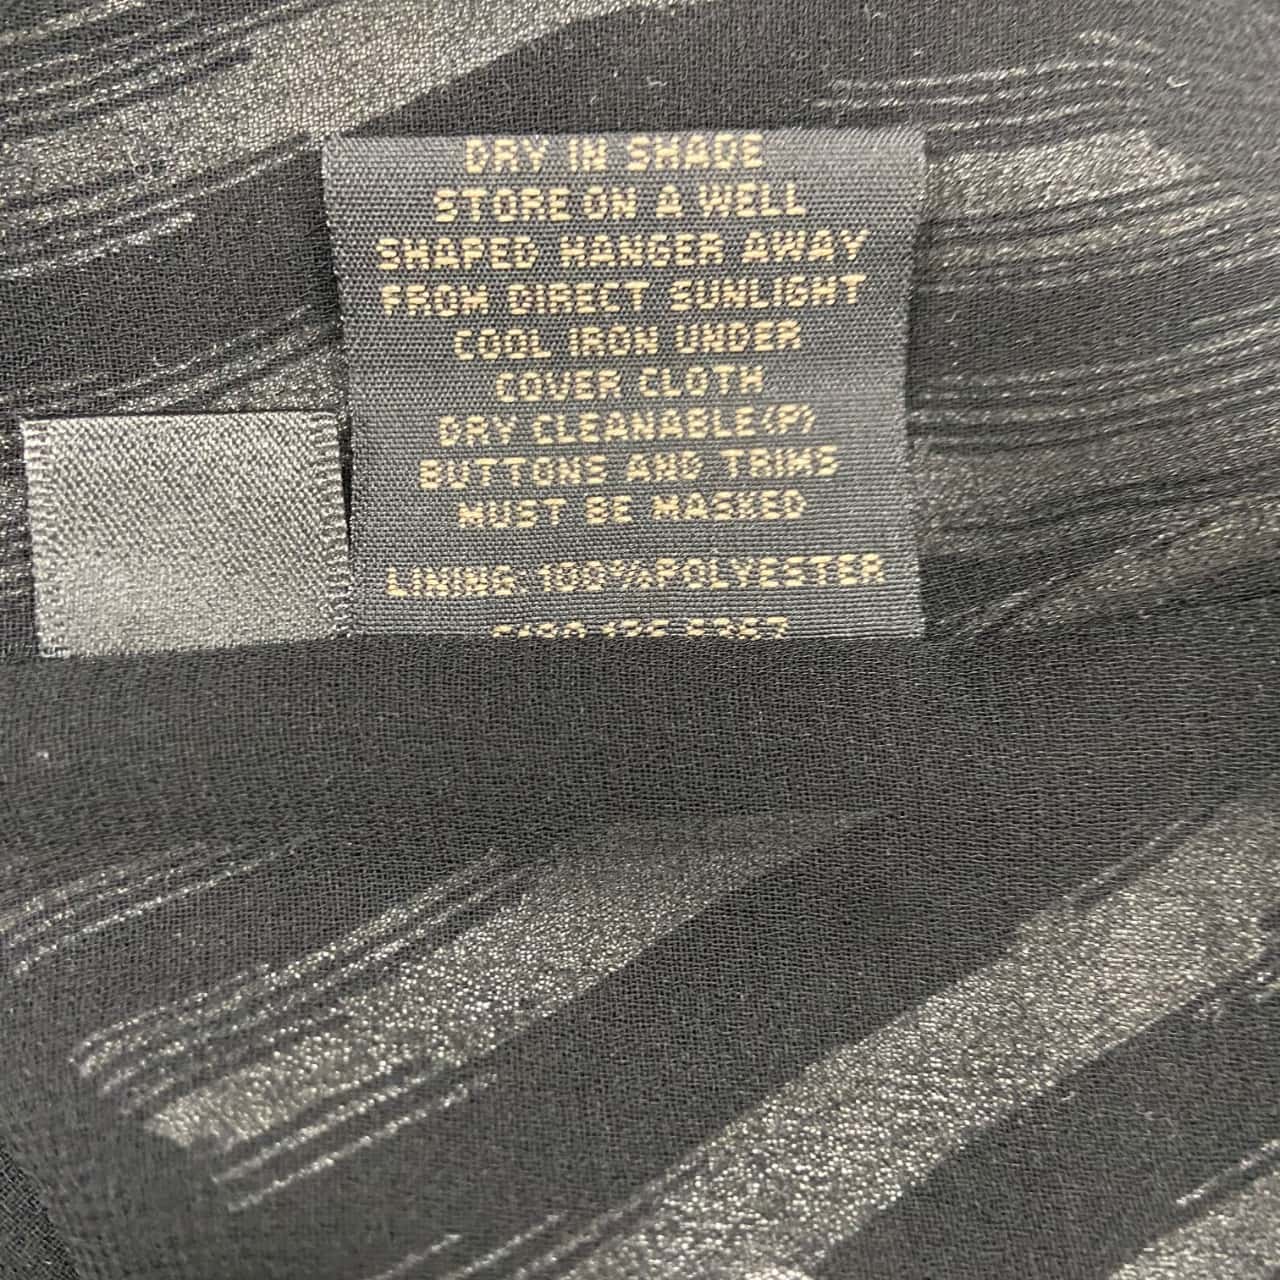 DRY IN SHADE
STORE ON A WELL
SHAPED HANGER AWAY
FROM DIRECT SUNLIGHT
COOL IRON UNDER
COVER CLOTH
DRY CLEANABLE(P)
BUTTONS AND TRIMS
MUST BE MASKED
LINING:100%POLYESTER